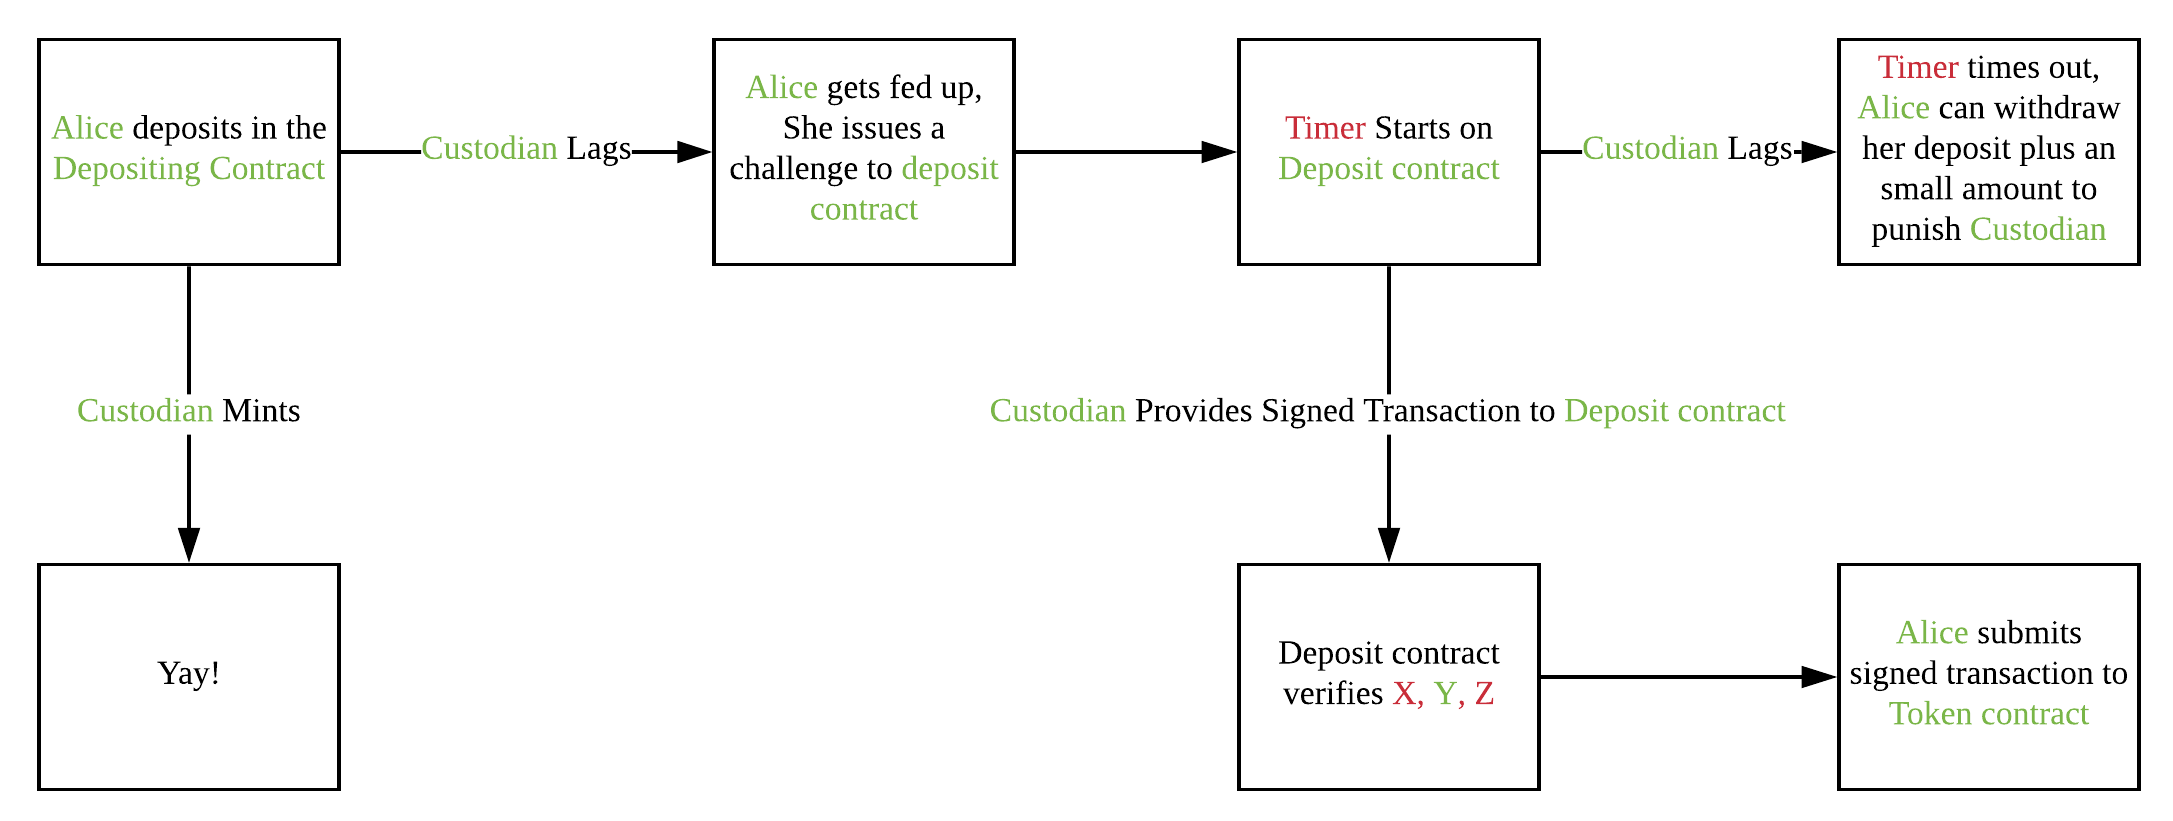 Alice deposits in the
Depositing Contract
Custodian Lags
Alice gets fed up,
She issues a
challenge to deposit
contract
Timer Starts on
Deposit contract
Custodian Lags
Timer times out,
Alice can withdraw
her deposit plus an
small amount to
punish Custodian
Custodian Mints
Custodian Provides Signed Transaction to Deposit contract
Yay!
Deposit contract
verifies X, Y, Z
Alice submits
signed transaction to
Token contract